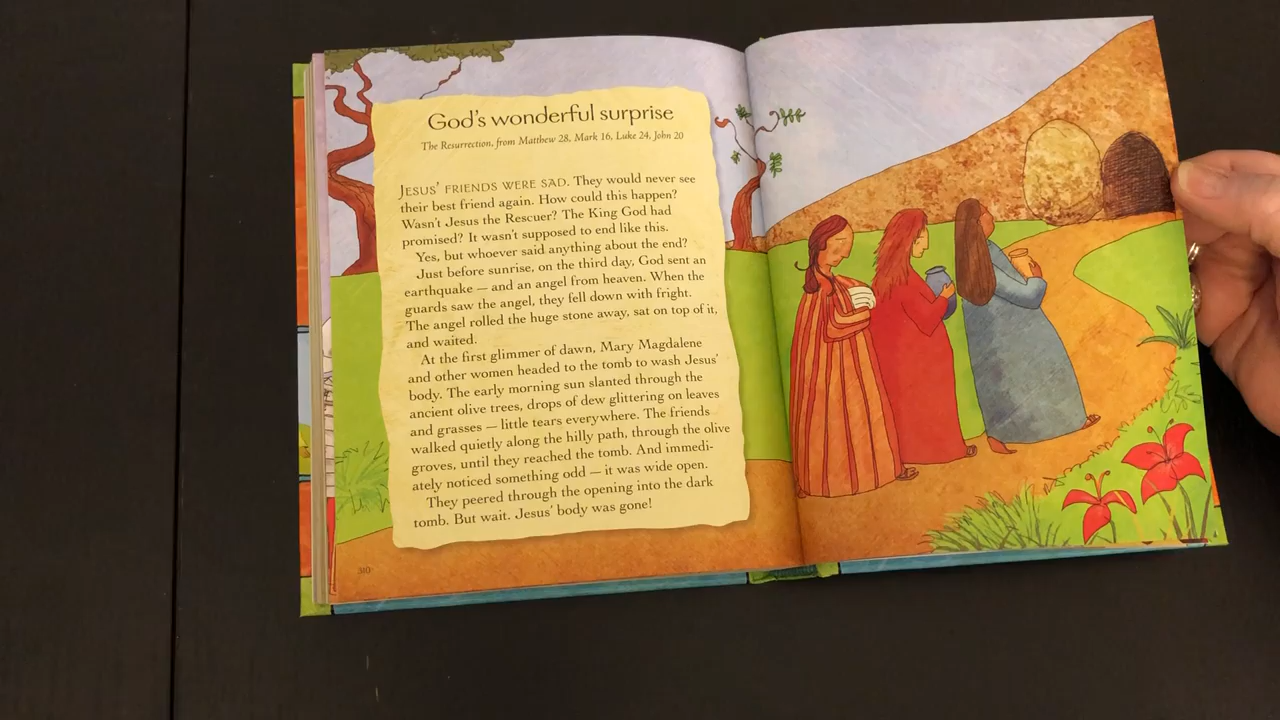 God's wonderful surprise
The Resurrection, from Matthew 28, Mark 16, Luke 24, John 20
JESUS' FRIENDS WERE SAD. They would never see
their best friend again. How could this happen?
Wasn't Jesus the Rescuer? The King God had
promised? It wasn't supposed to end like this.
Yes, but whoever said anything about the end?
Just before sunrise, on the third day, God sent an
earthquake — and an angel from heaven. When the
guards saw the angel, they fell down with fright.
The angel rolled the huge stone away, sat on top of it,
and waited.
At the first glimmer of dawn, Mary Magdalene
and other women headed to the tomb to wash Jesus'
body. The early morning sun slanted through the
ancient olive trees, drops of dew glittering on leaves
and grasses — little tears everywhere. The friends
walked quietly along the hilly path, through the olive
groves, until they reached the tomb. And immedi-
ately noticed something odd — it was wide open.
They peered through the opening into the dark
tomb. But wait. Jesus' body was gone!
310